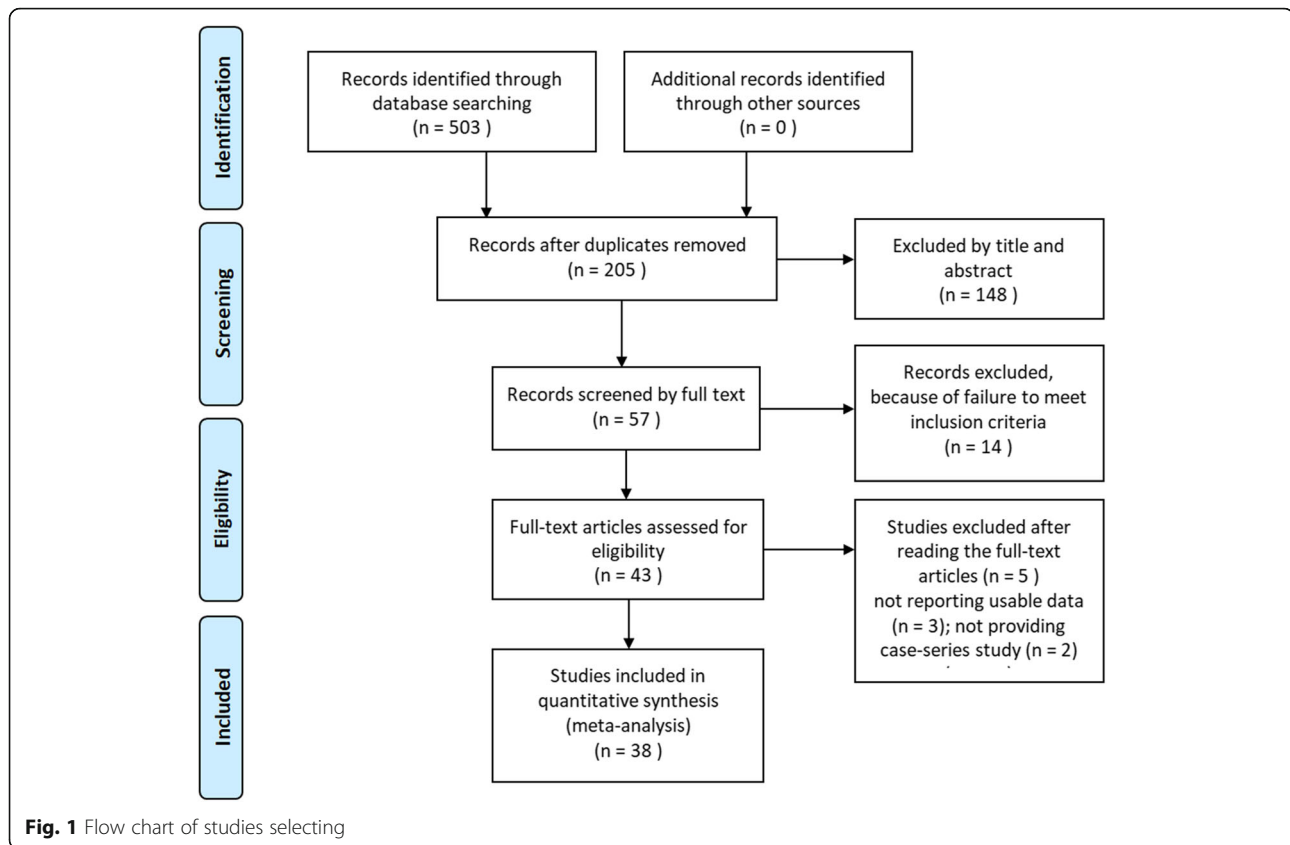 Identification
Records identified through
database searching
(n = 503 )
Additional records identified
through other sources
(n = 0 )
Screening
Records after duplicates removed
(n = 205 )
Excluded by title and
abstract
(n = 148 )
Records screened by full text
(n = 57 )
Records excluded,
because of failure to meet
inclusion criteria
(n = 14 )
Eligibility
Full-text articles assessed for
eligibility
(n = 43 )
Studies excluded after
reading the full-text
articles (n = 5 )
not reporting usable data
(n = 3); not providing
case-series study (n = 2)
Included
Studies included in
quantitative synthesis
(meta-analysis)
(n = 38 )
Fig. 1 Flow chart of studies selecting